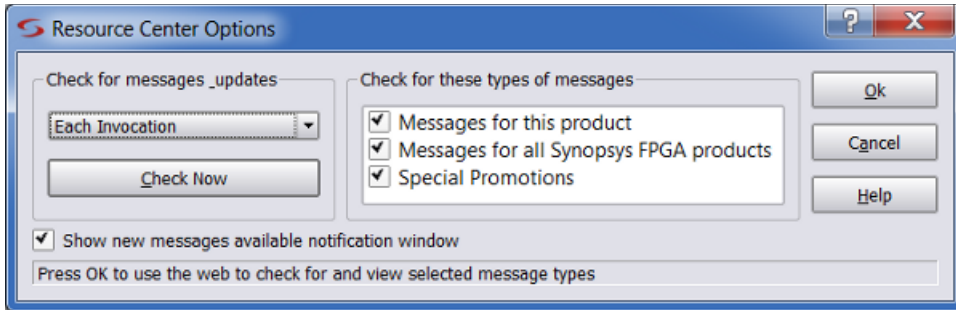 Resource Center Options
Check for messages _updates
Each Invocation
Check Now
Check for these types of messages
Messages for this product
Messages for all Synopsys FPGA products
Special Promotions
Ok
Cancel
Help
Show new messages available notification window
Press OK to use the web to check for and view selected message types